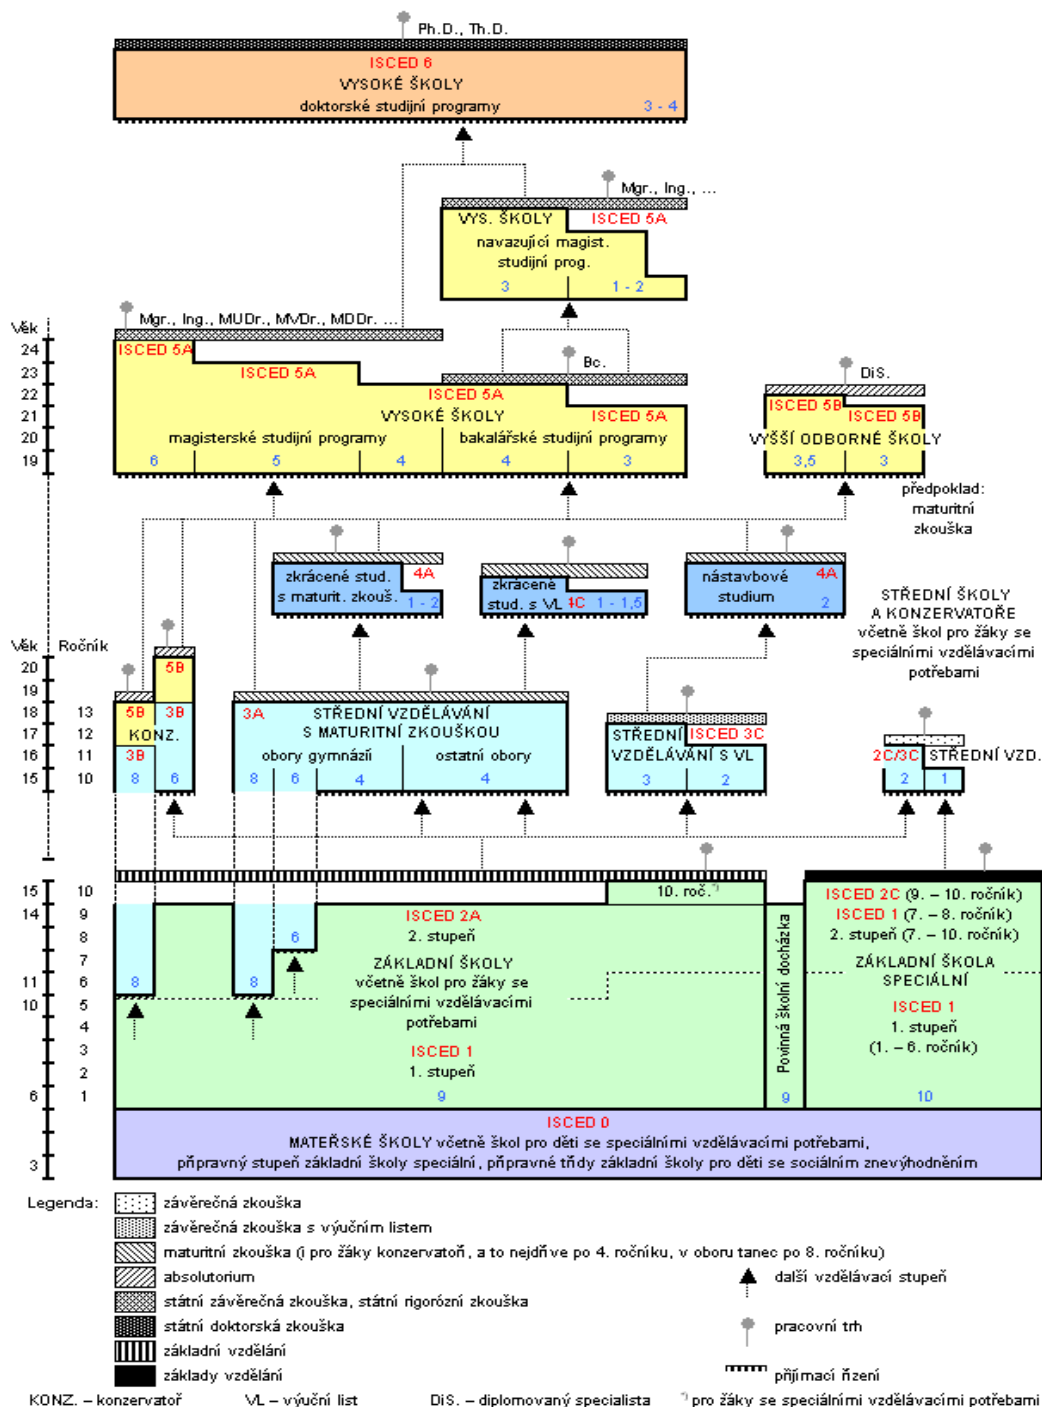 Ph.D., Th.D.
ISCED 6
VYSOKÉ ŠKOLY
doktorské studijní programy
3 - 4
Mgr., Ing., ...
VYS. ŠKOLY
ISCED 5A
navazující magist.
studijní prog.
3
1 - 2
Mgr., Ing., MUDr., MVDr., MDDr. ...
Věk
24
23
22
21
20
19
ISCED 5A
ISCED 5A
Bc.
ISCED 5A
ISCED 5A
VYSOKÉ ŠKOLY
magisterské studijní programy
bakalářské studijní programy
6
5
4
4
3
DiS.
ISCED 5B
ISCED 5B
VYŠŠÍ ODBORNÉ ŠKOLY
3,5
3
předpoklad:
maturitní
zkouška
zkrácené stud.
s maturit. zkouš.
4A
1 - 2
zkrácené
stud. s VL
4C
1 - 1,5
nástavbové
studium
4A
2
STŘEDNÍ ŠKOLY
A KONZERVATOŘE
včetně škol pro žáky se
speciálními vzdělávacími
potřebami
Věk
Ročník
20
19
18 13
17 12
16 11
15 10
5B
5B
3B
KONZ.
3B
8
6
3A
STŘEDNÍ VZDĚLÁVÁNÍ
S MATURITNÍ ZKOUŠKOU
obory gymnázií
ostatní obory
8
6
4
4
STŘEDNÍ
ISCED 3C
VZDĚLÁVÁNÍ S VL
3
2
2C/3C
STŘEDNÍ VZD.
2
1
15 10
14 9
8
7
11 6
10 5
4
3
2
6 1
3
10. roč.*)
ISCED 2A
2. stupeň
6
8
8
ZÁKLADNÍ ŠKOLY
včetně škol pro žáky se
speciálními vzdělávacími
potřebami
ISCED 1
1. stupeň
9
Povinná školní docházka
9
ISCED 2C (9. – 10. ročník)
ISCED 1 (7. – 8. ročník)
2. stupeň (7. – 10. ročník)
ZÁKLADNÍ ŠKOLA
SPECIÁLNÍ
ISCED 1
1. stupeň
(1. – 6. ročník)
10
ISCED 0
MATEŘSKÉ ŠKOLY včetně škol pro děti se speciálními vzdělávacími potřebami,
přípravný stupeň základní školy speciální, přípravné třídy základní školy pro děti se sociálním znevýhodněním
Legenda:
závěrečná zkouška
závěrečná zkouška s výučním listem
maturitní zkouška (i pro žáky konzervatoří, a to nejdříve po 4. ročníku, v oboru tanec po 8. ročníku)
absolutorium
státní závěrečná zkouška, státní rigorózní zkouška
státní doktorská zkouška
základní vzdělání
základy vzdělání
další vzdělávací stupeň
pracovní trh
přijímací řízení
KONZ. – konzervatoř
VL – výuční list
DiS. – diplomovaný specialista
*) pro žáky se speciálními vzdělávacími potřebami